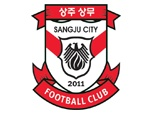 상주 상무
SANGJU CITY
2011
FOOTBALL CLUB